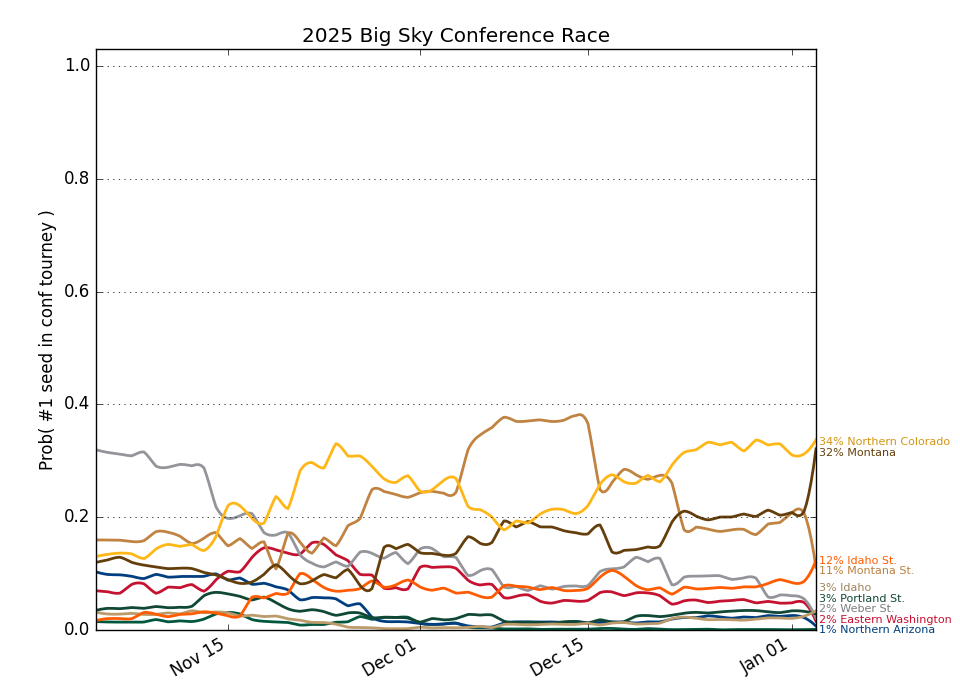 2025 Big Sky Conference Race
Prob( #1 seed in conf tourney )
1.0
0.8
0.6
0.4
0.2
0.0
Nov 15
Dec 01
Dec 15
Jan 01
34% Northern Colorado
32% Montana
12% Idaho St.
11% Montana St.
3% Idaho
3% Portland St.
2% Weber St.
2% Eastern Washington
1% Northern Arizona